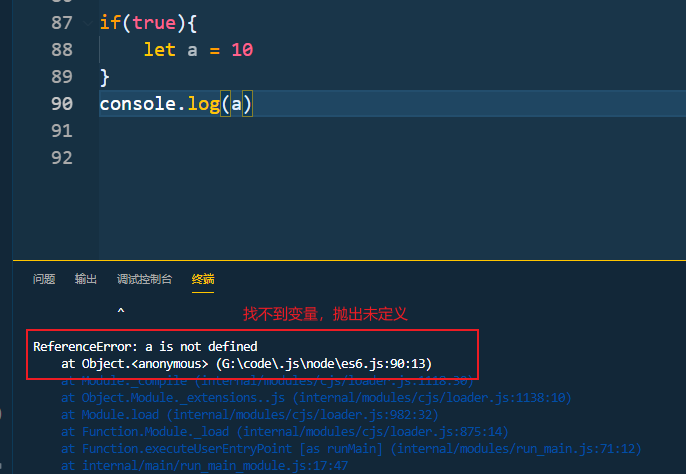 87 if(true){
88 let a = 10
89 }
90 console.log(a)
91
92
问题 输出 调试控制台 终端
^ 找不到变量，抛出未定义
ReferenceError: a is not defined
at Object.<anonymous> (G:\code\.js\node\es6.js:90:13)
at Module._compile (internal/modules/cjs/loader.js:1118:30)
at Object.Module._extensions..js (internal/modules/cjs/loader.js:1138:10)
at Module.load (internal/modules/cjs/loader.js:982:32)
at Function.Module._load (internal/modules/cjs/loader.js:875:14)
at Function.executeUserEntryPoint [as runMain] (internal/modules/run_main.js:71:12)
at internal/main/run_main_module.js:17:47